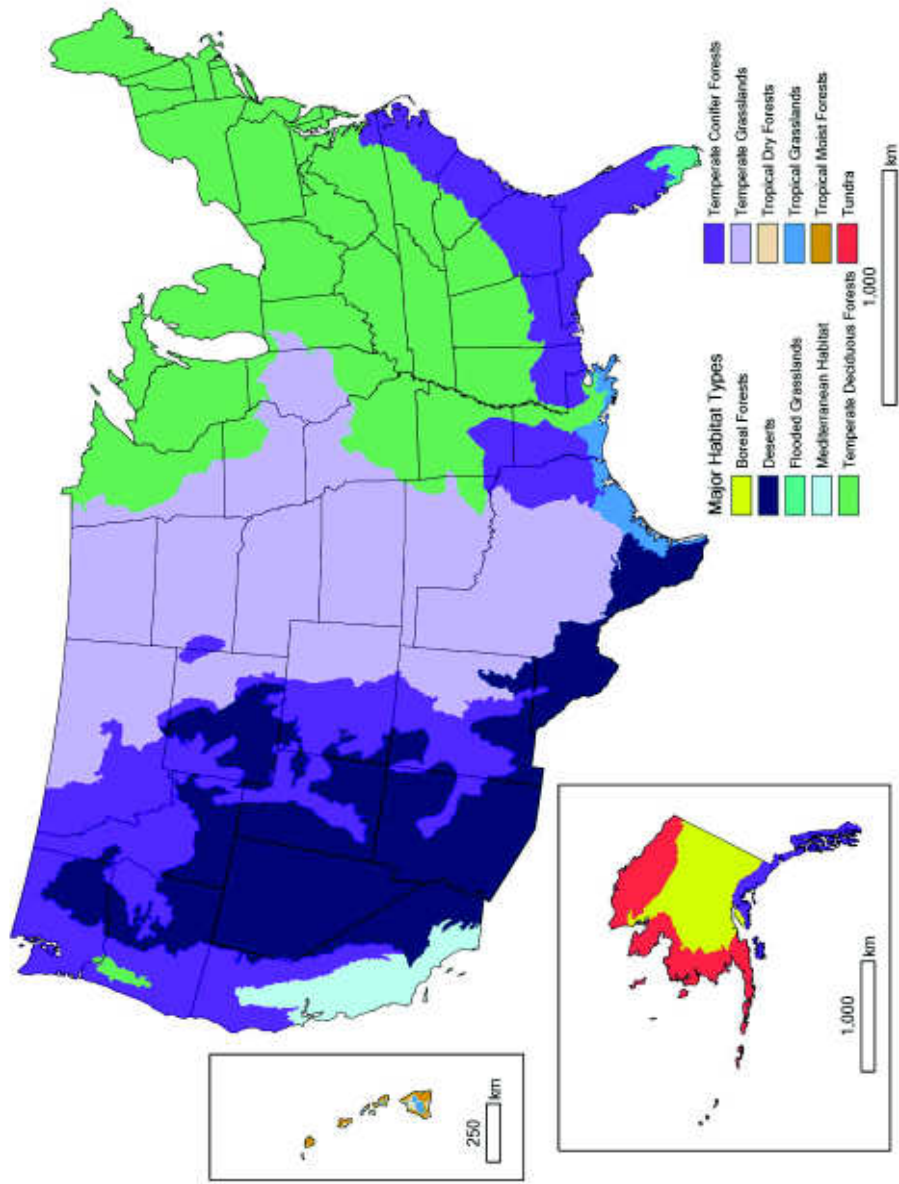 Major Habitat Types
Boreal Forests
Deserts
Flooded Grasslands
Mediterranean Habitat
Temperate Deciduous Forests
Temperate Conifer Forests
Temperate Grasslands
Tropical Dry Forests
Tropical Grasslands
Tropical Moist Forests
Tundra
1,000
km
250
km
1,000
km